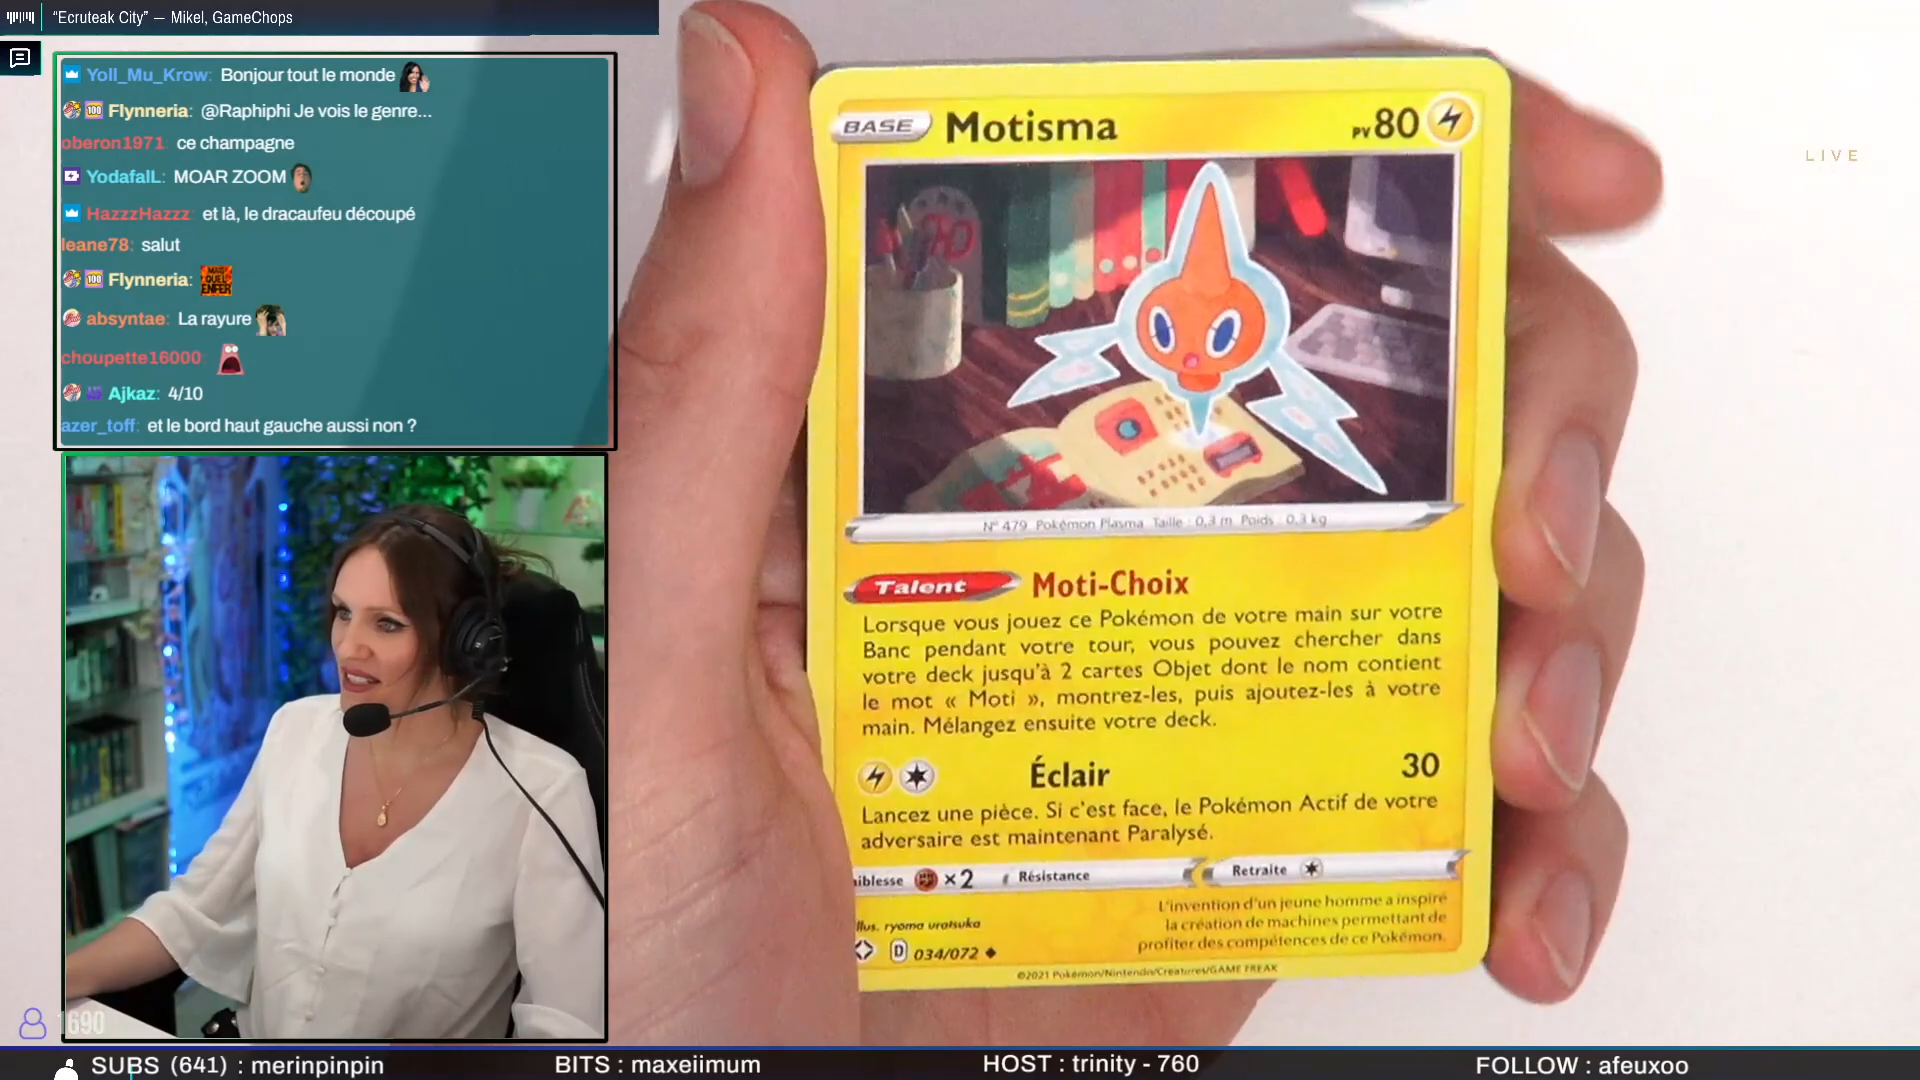 “Ecruteak City” — Mikel, GameChops
Yoll_Mu_Krow: Bonjour tout le monde
100 Flynneria: @Raphiphi Je vois le genre...
oberon1971: ce champagne
YodafalL: MOAR ZOOM
HazzzHazzz: et là, le dracaufeu découpé
leane78: salut
100 Flynneria: MAIS QUEL ENFER
absyntae: La rayure
choupette16000:
Ajkaz: 4/10
azer_toff: et le bord haut gauche aussi non ?
LIVE
BASE Motisma PV 80
N° 479 Pokémon Plasma Taille : 0,3 m Poids : 0,3 kg
Talent Moti-Choix
Lorsque vous jouez ce Pokémon de votre main sur votre
Banc pendant votre tour, vous pouvez chercher dans
votre deck jusqu'à 2 cartes Objet dont le nom contient
le mot « Moti », montrez-les, puis ajoutez-les à votre
main. Mélangez ensuite votre deck.
Éclair 30
Lancez une pièce. Si c'est face, le Pokémon Actif de votre
adversaire est maintenant Paralysé.
iblesse ×2 Résistance Retraite
L'invention d'un jeune homme a inspiré
la création de machines permettant de
profiter des compétences de ce Pokémon.
Illus. ryoma uratsuka
D 034/072
©2021 Pokémon/Nintendo/Creatures/GAME FREAK
1690
SUBS (641) : merinpinpin
BITS : maxeiimum
HOST : trinity - 760
FOLLOW : afeuxoo